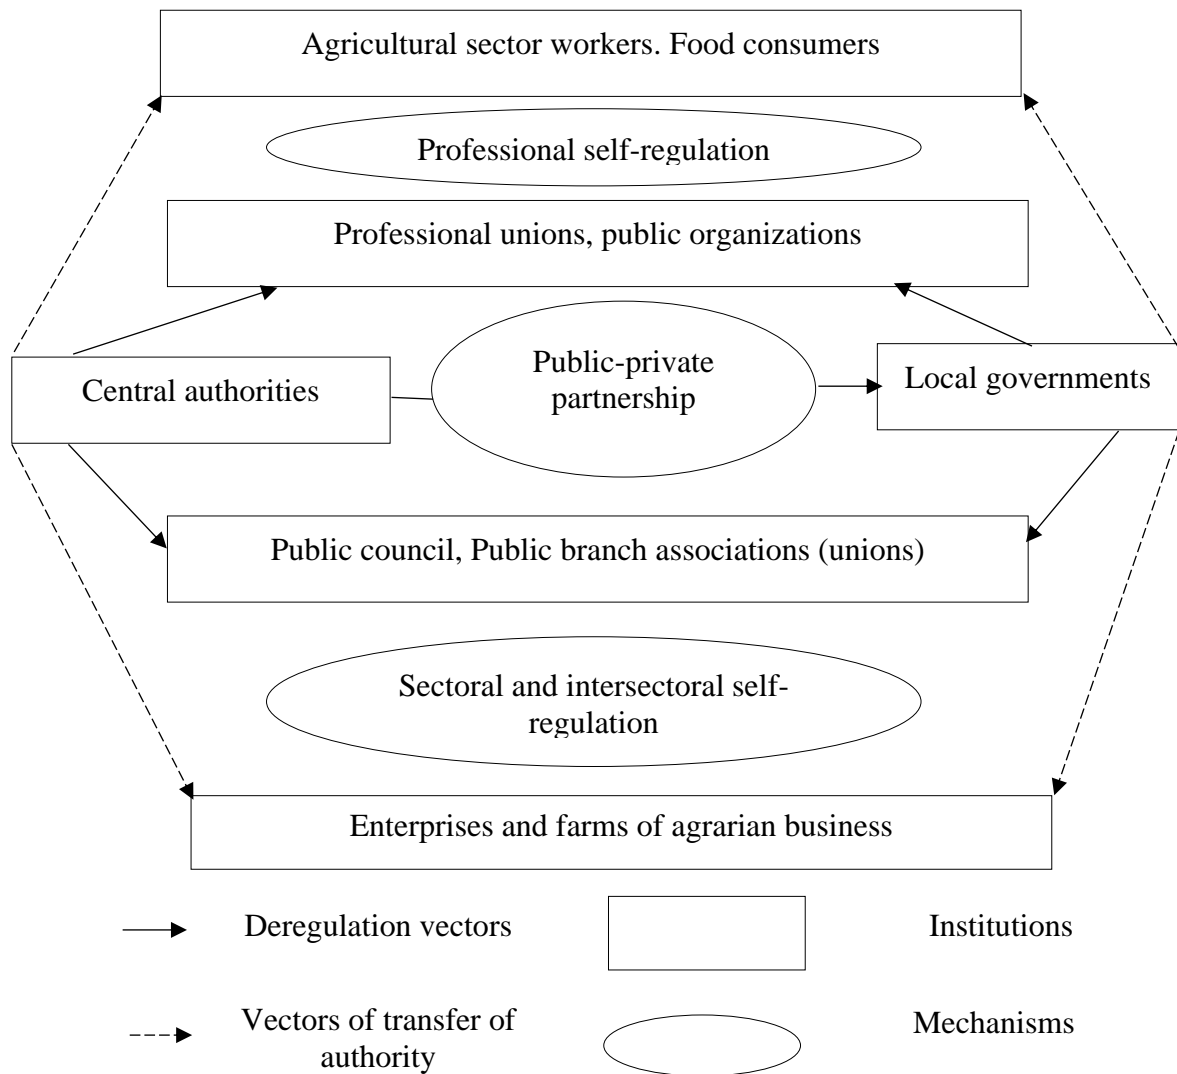 Agricultural sector workers. Food consumers
Professional self-regulation
Professional unions, public organizations
Central authorities
Public-private
partnership
Local governments
Public council, Public branch associations (unions)
Sectoral and intersectoral self-
regulation
Enterprises and farms of agrarian business
Deregulation vectors
Institutions
Vectors of transfer of
authority
Mechanisms